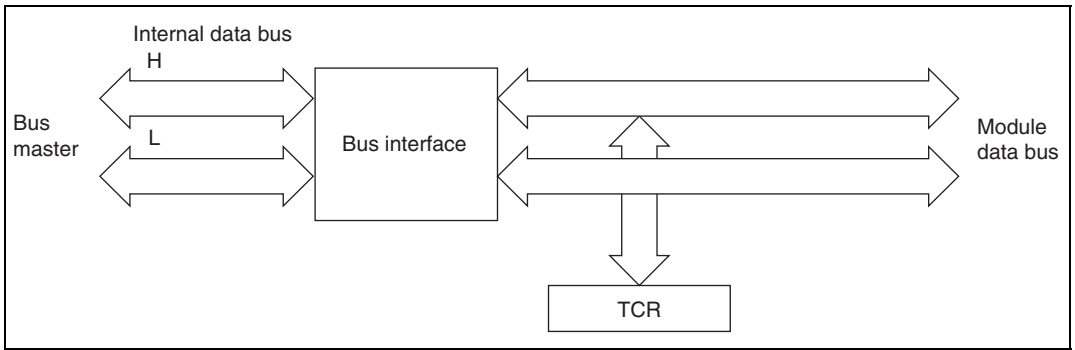 Internal data bus
H
Bus
master
L
Bus interface
Module
data bus
TCR